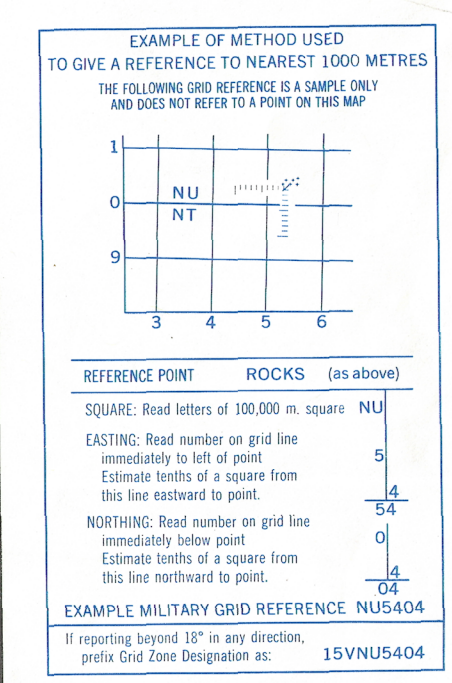 EXAMPLE OF METHOD USED
TO GIVE A REFERENCE TO NEAREST 1000 METRES
THE FOLLOWING GRID REFERENCE IS A SAMPLE ONLY
AND DOES NOT REFER TO A POINT ON THIS MAP
1
NU
0
NT
9
3 4 5 6
REFERENCE POINT ROCKS (as above)
SQUARE: Read letters of 100,000 m. square NU
EASTING: Read number on grid line
immediately to left of point 5
Estimate tenths of a square from
this line eastward to point. 4
54
NORTHING: Read number on grid line
immediately below point 0
Estimate tenths of a square from
this line northward to point. 4
04
EXAMPLE MILITARY GRID REFERENCE NU5404
If reporting beyond 18° in any direction,
prefix Grid Zone Designation as: 15VNU5404